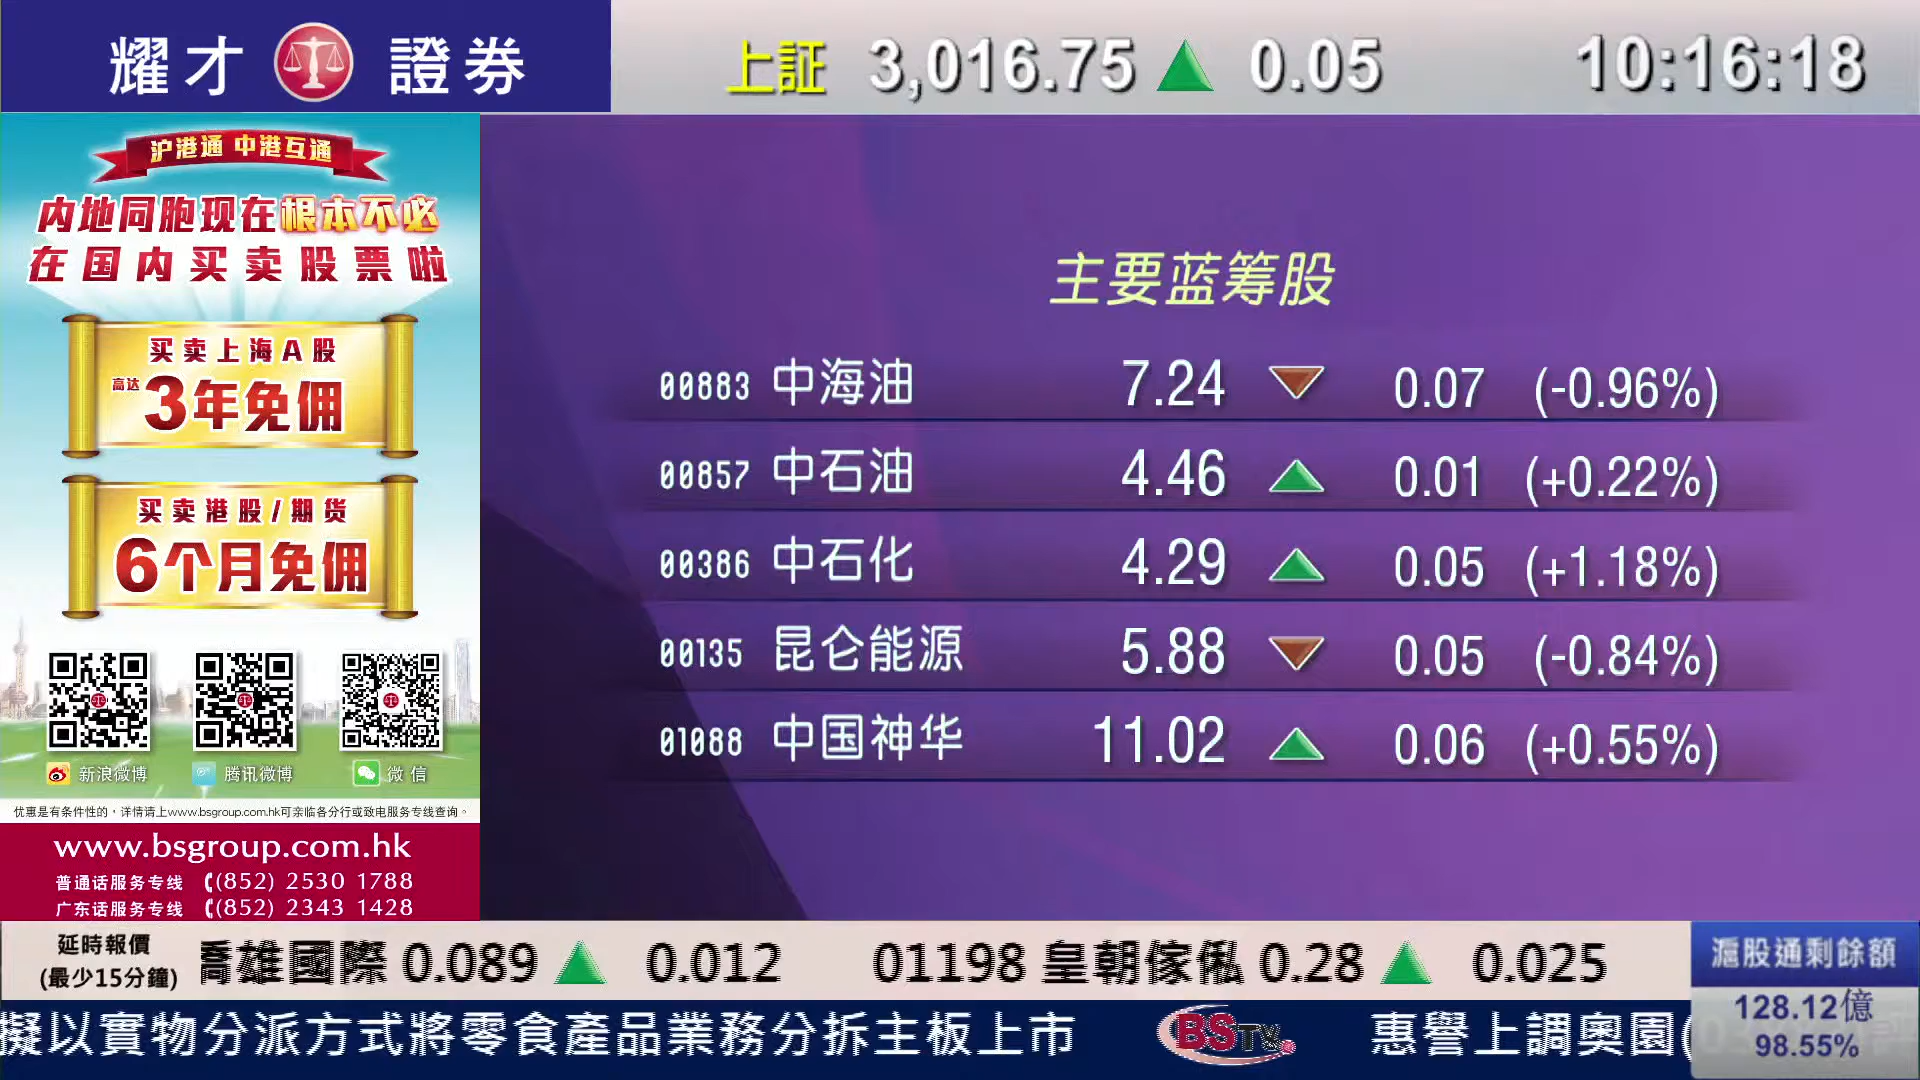 耀才 證券
上証 3,016.75 ▲ 0.05
10:16:18
沪港通 中港互通
内地同胞现在根本不必
在国内买卖股票啦
买卖上海A股
高达3年免佣
买卖港股/期货
6个月免佣
新浪微博 腾讯微博 微信
优惠是有条件性的，详情请上www.bsgroup.com.hk可亲临各分行或致电服务专线查询。
www.bsgroup.com.hk
普通话服务专线 (852) 2530 1788
广东话服务专线 (852) 2343 1428
主要蓝筹股
00883 中海油 7.24 ▼ 0.07 (-0.96%)
00857 中石油 4.46 ▲ 0.01 (+0.22%)
00386 中石化 4.29 ▲ 0.05 (+1.18%)
00135 昆仑能源 5.88 ▼ 0.05 (-0.84%)
01088 中国神华 11.02 ▲ 0.06 (+0.55%)
延時報價
(最少15分鐘)
喬雄國際 0.089 ▲ 0.012 01198 皇朝傢俬 0.28 ▲ 0.025
滬股通剩餘額
128.12億
98.55%
擬以實物分派方式將零食產品業務分拆主板上市 BSTV 惠譽上調奧園(